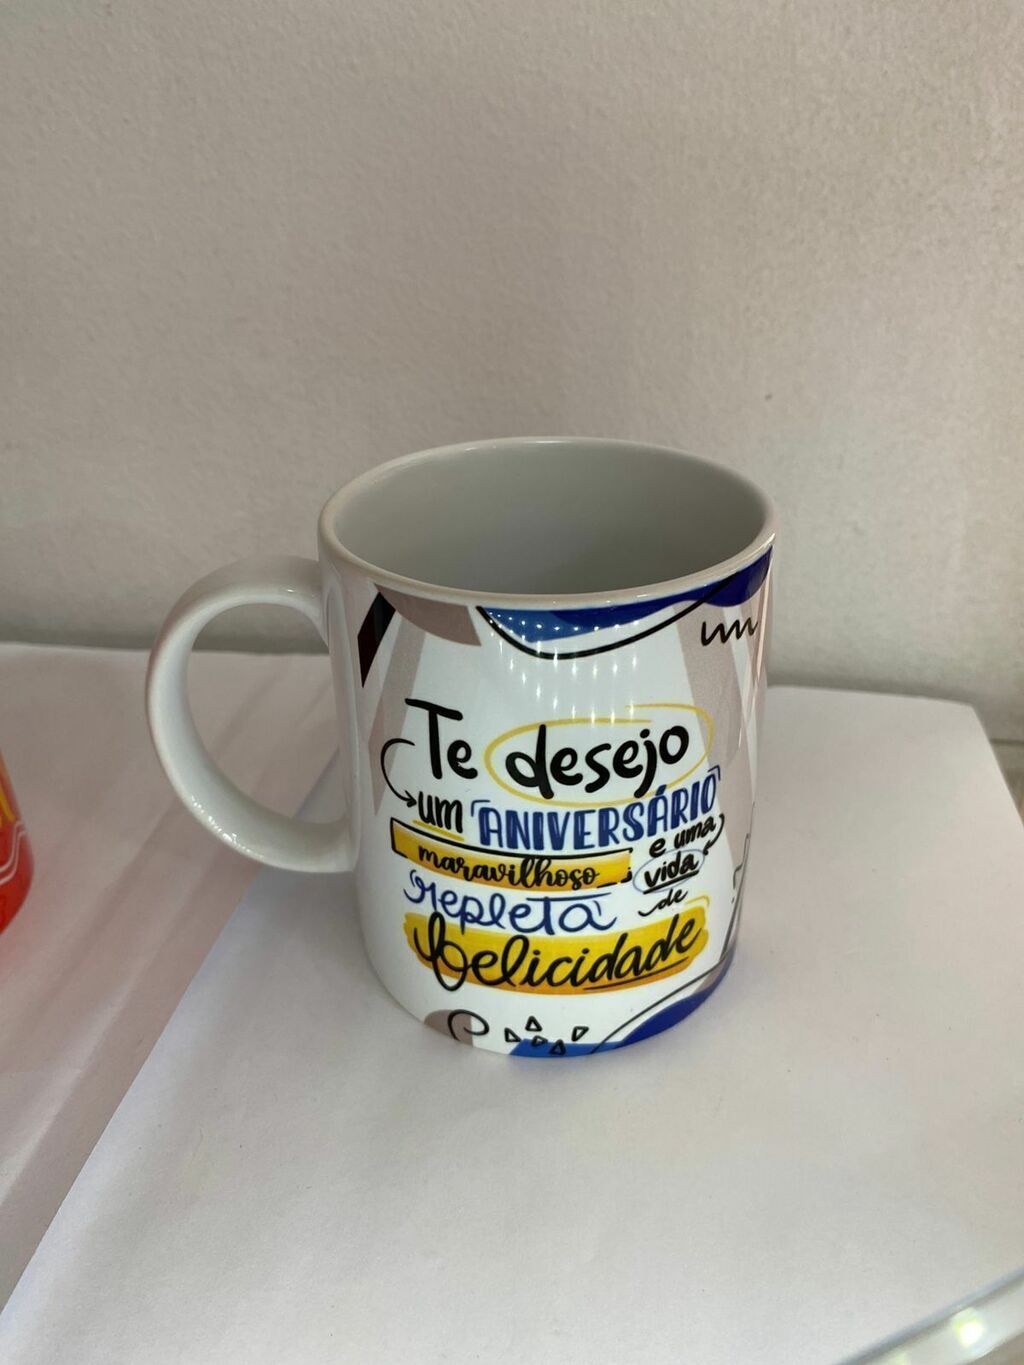 Te desejo
um ANIVERSÁRIO
maravilhoso e uma
vida
de
repleta
felicidade